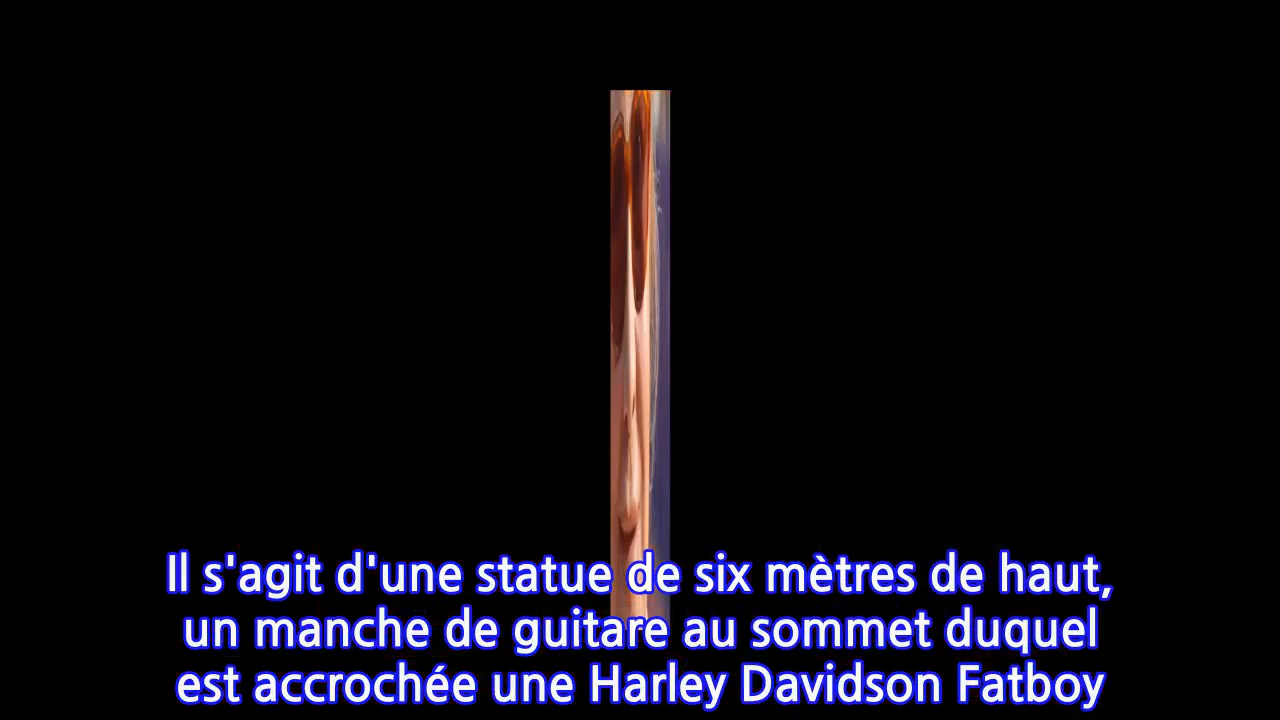 Il s'agit d'une statue de six mètres de haut,
un manche de guitare au sommet duquel
est accrochée une Harley Davidson Fatboy